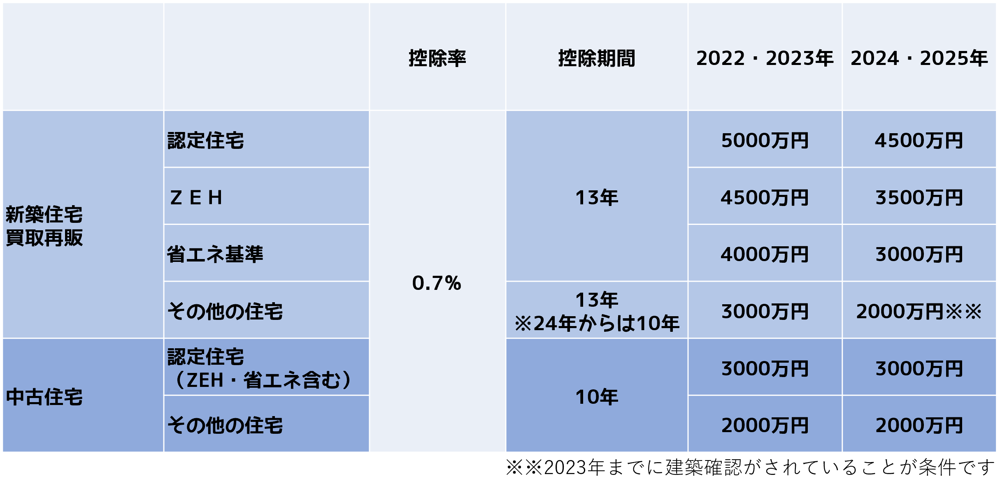 控除率
控除期間
2022・2023年
2024・2025年
新築住宅
買取再販
認定住宅
0.7%
13年
5000万円
4500万円
ＺＥＨ
4500万円
3500万円
省エネ基準
4000万円
3000万円
その他の住宅
13年
※24年からは10年
3000万円
2000万円※※
中古住宅
認定住宅
（ZEH・省エネ含む）
10年
3000万円
3000万円
その他の住宅
2000万円
2000万円
※※2023年までに建築確認がされていることが条件です